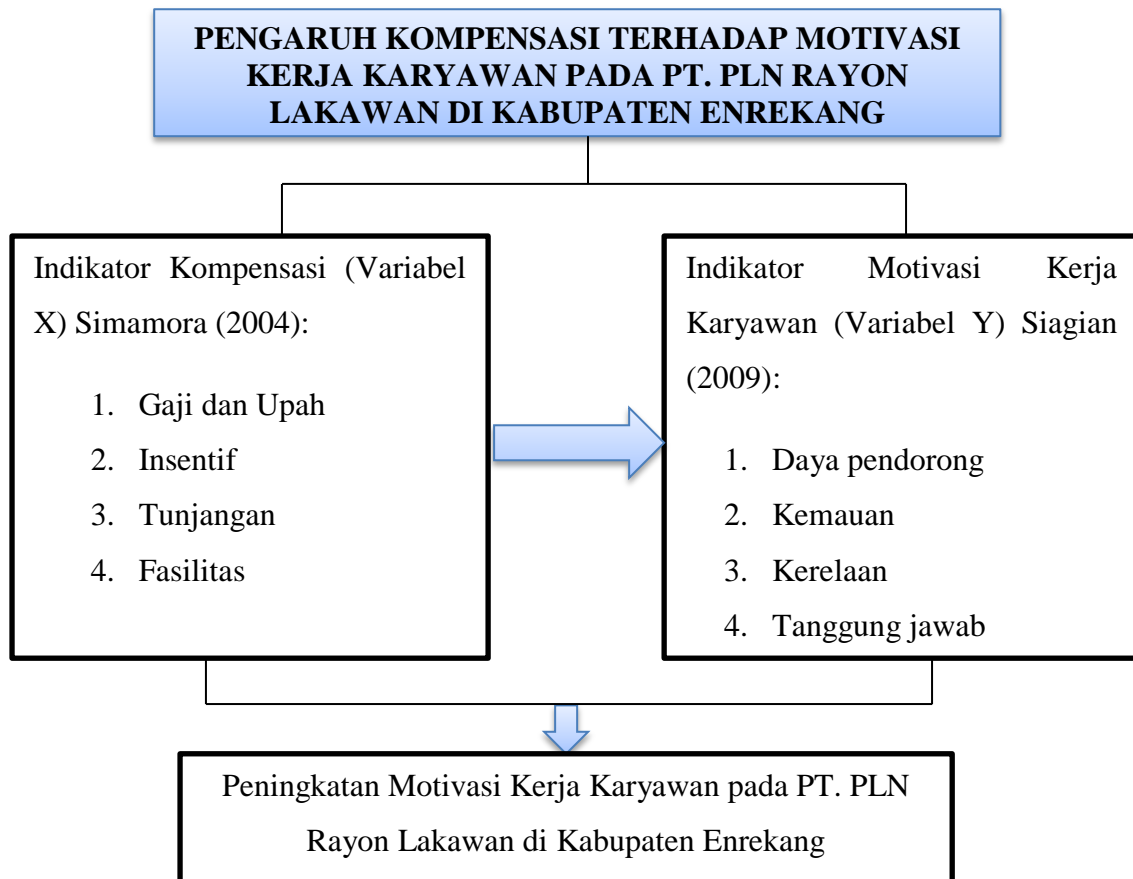 PENGARUH KOMPENSASI TERHADAP MOTIVASI
KERJA KARYAWAN PADA PT. PLN RAYON
LAKAWAN DI KABUPATEN ENREKANG
Indikator Kompensasi (Variabel
X) Simamora (2004):
1. Gaji dan Upah
2. Insentif
3. Tunjangan
4. Fasilitas
Indikator Motivasi Kerja
Karyawan (Variabel Y) Siagian
(2009):
1. Daya pendorong
2. Kemauan
3. Kerelaan
4. Tanggung jawab
Peningkatan Motivasi Kerja Karyawan pada PT. PLN
Rayon Lakawan di Kabupaten Enrekang